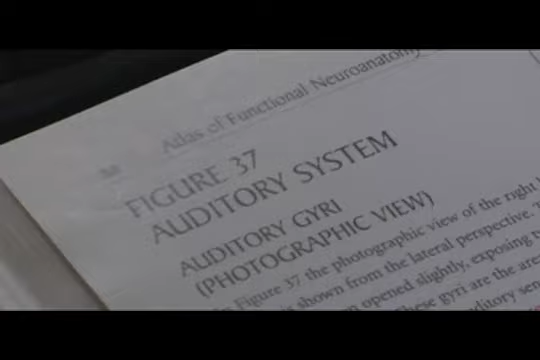 Atlas of Functional Neuroanatomy
FIGURE 37
AUDITORY SYSTEM
AUDITORY GYRI
(PHOTOGRAPHIC VIEW)
Figure 37 the photographic view of the right
is shown from the lateral perspective.
opened slightly, exposing
These gyri are the